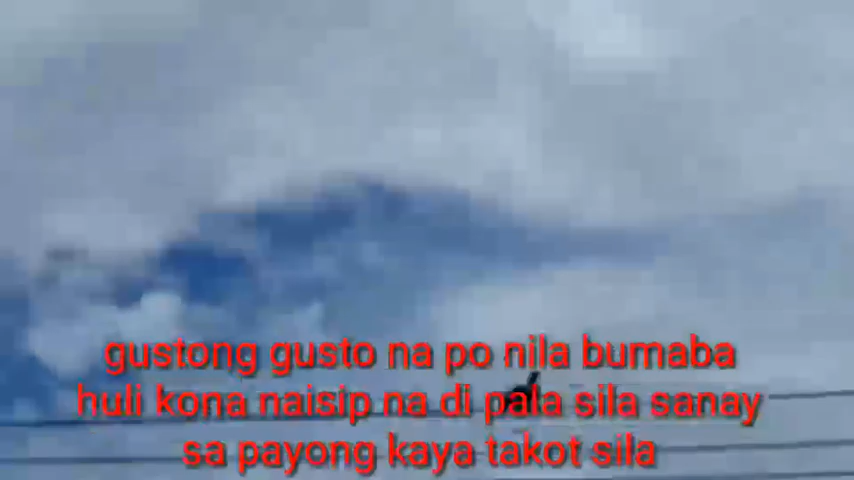 gustong gusto na po nila bumaba
huli kona naisip na di pala sila sanay
sa payong kaya takot sila